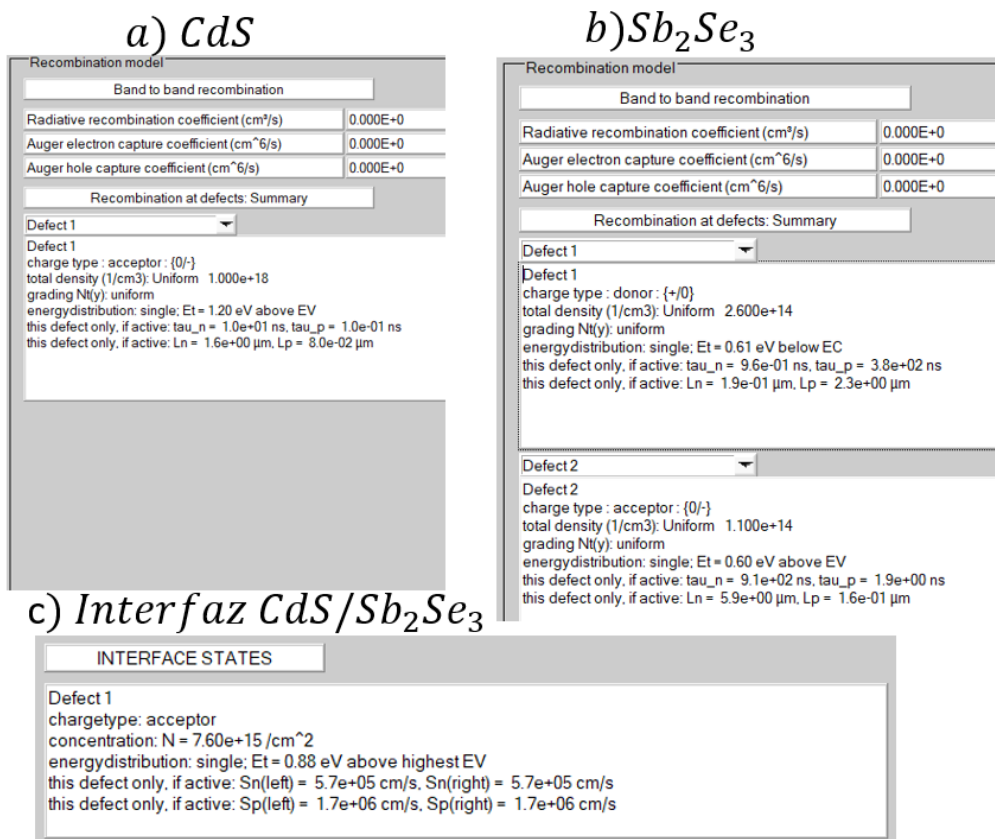 a) CdS
Recombination model
Band to band recombination
Radiative recombination coefficient (cm³/s) 0.000E+0
Auger electron capture coefficient (cm^6/s) 0.000E+0
Auger hole capture coefficient (cm^6/s) 0.000E+0
Recombination at defects: Summary
Defect 1
Defect 1
charge type : acceptor : {0/-}
total density (1/cm3): Uniform 1.000e+18
grading Nt(y): uniform
energydistribution: single; Et = 1.20 eV above EV
this defect only, if active: tau_n = 1.0e+01 ns, tau_p = 1.0e-01 ns
this defect only, if active: Ln = 1.6e+00 µm, Lp = 8.0e-02 µm
b)Sb₂Se₃
Recombination model
Band to band recombination
Radiative recombination coefficient (cm³/s) 0.000E+0
Auger electron capture coefficient (cm^6/s) 0.000E+0
Auger hole capture coefficient (cm^6/s) 0.000E+0
Recombination at defects: Summary
Defect 1
Defect 1
charge type : donor : {+/0}
total density (1/cm3): Uniform 2.600e+14
grading Nt(y): uniform
energydistribution: single; Et = 0.61 eV below EC
this defect only, if active: tau_n = 9.6e-01 ns, tau_p = 3.8e+02 ns
this defect only, if active: Ln = 1.9e-01 µm, Lp = 2.3e+00 µm
Defect 2
Defect 2
charge type : acceptor : {0/-}
total density (1/cm3): Uniform 1.100e+14
grading Nt(y): uniform
energydistribution: single; Et = 0.60 eV above EV
this defect only, if active: tau_n = 9.1e+02 ns, tau_p = 1.9e+00 ns
this defect only, if active: Ln = 5.9e+00 µm, Lp = 1.6e-01 µm
c) Interfaz CdS/Sb₂Se₃
INTERFACE STATES
Defect 1
chargetype: acceptor
concentration: N = 7.60e+15 /cm^2
energydistribution: single; Et = 0.88 eV above highest EV
this defect only, if active: Sn(left) = 5.7e+05 cm/s, Sn(right) = 5.7e+05 cm/s
this defect only, if active: Sp(left) = 1.7e+06 cm/s, Sp(right) = 1.7e+06 cm/s